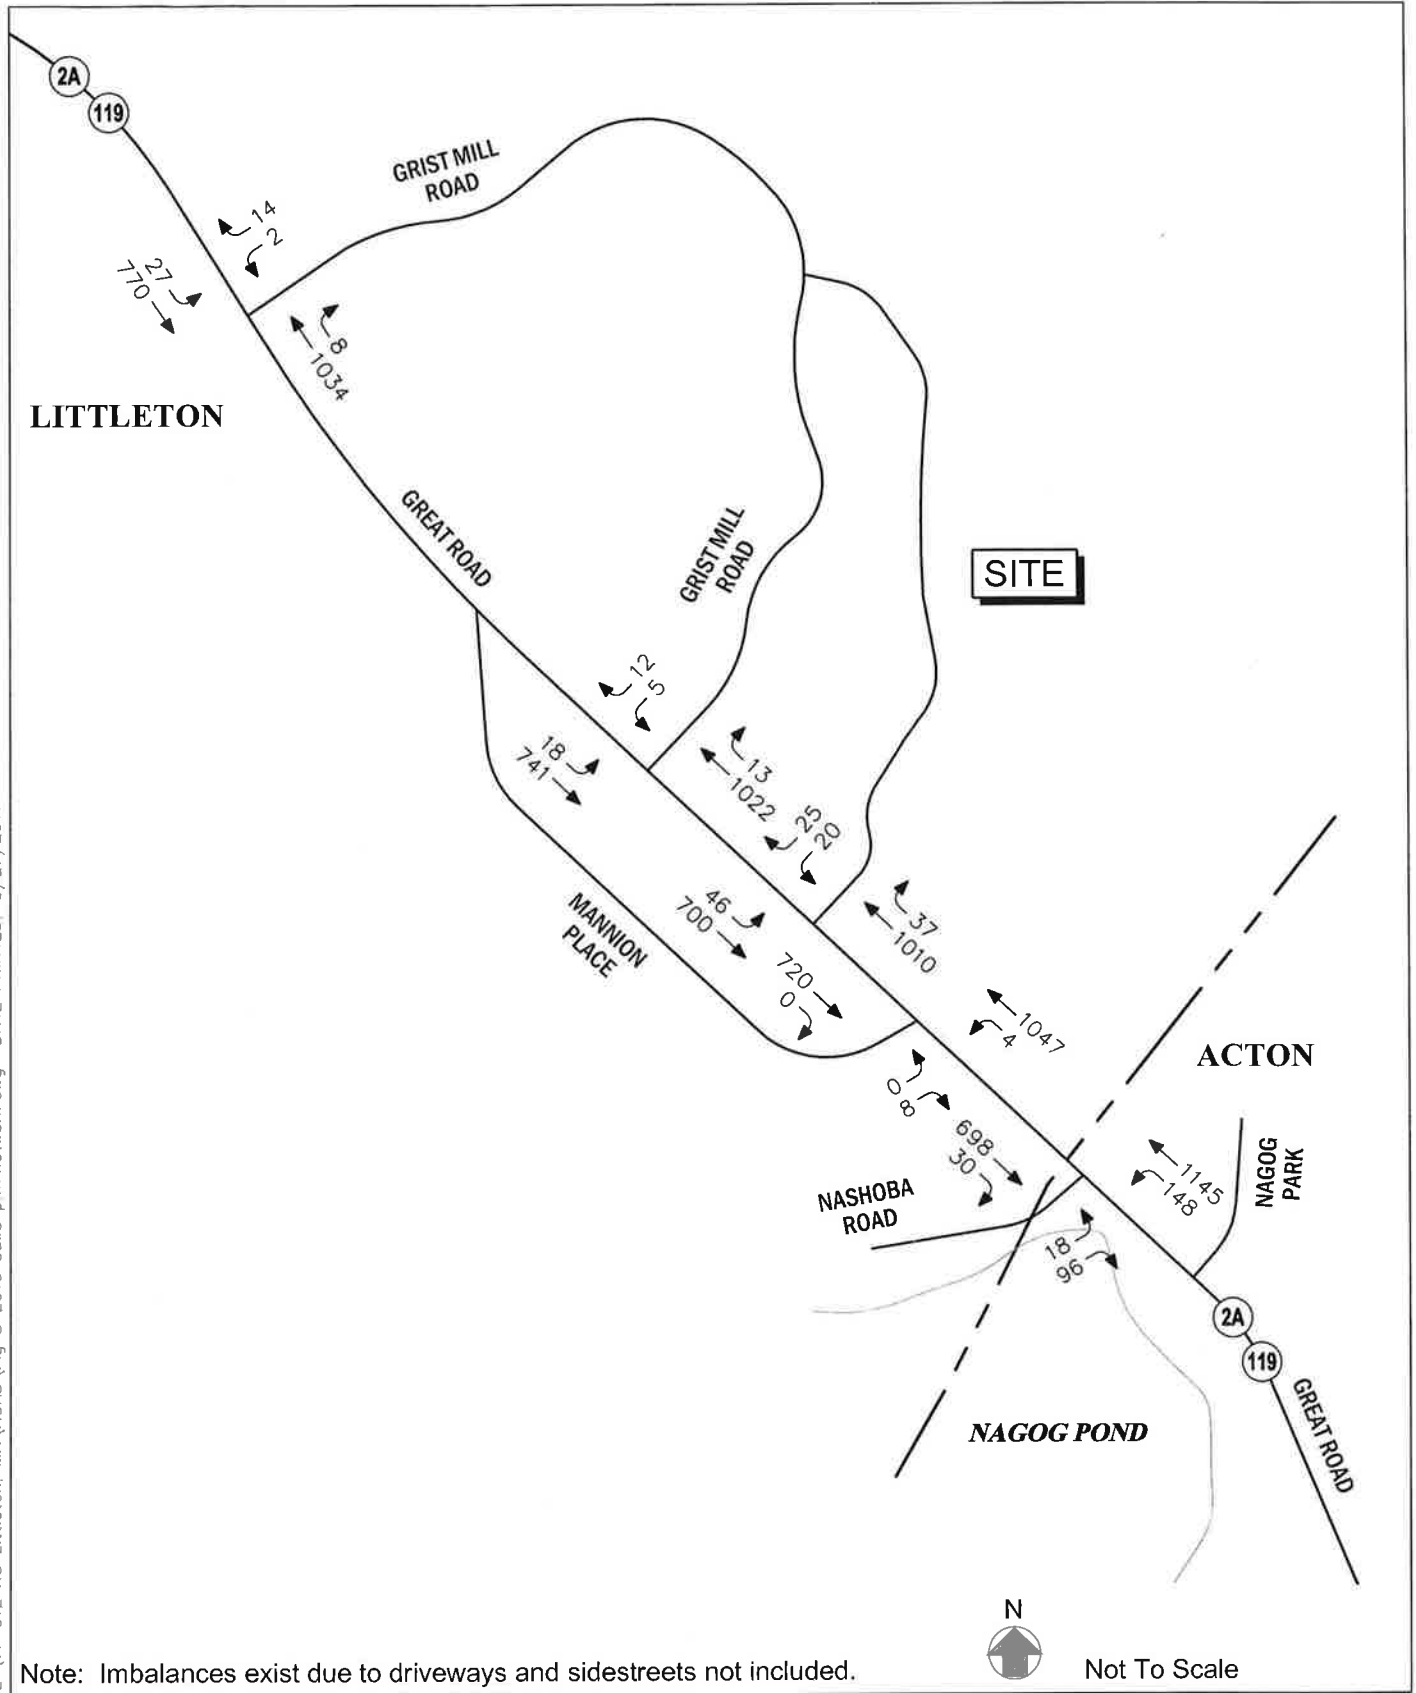 2A
119
GRIST MILL
ROAD
14
2
27
770
8
1034
LITTLETON
GREAT ROAD
GRIST MILL
ROAD
SITE
12
5
18
741
13
1022
25
20
46
700
MANNION
PLACE
37
1010
720
0
1047
4
ACTON
0
8
698
30
NAGOG
PARK
1145
148
NASHOBA
ROAD
18
96
2A
119
GREAT ROAD
NAGOG POND
N
Note: Imbalances exist due to driveways and sidestreets not included.
Not To Scale